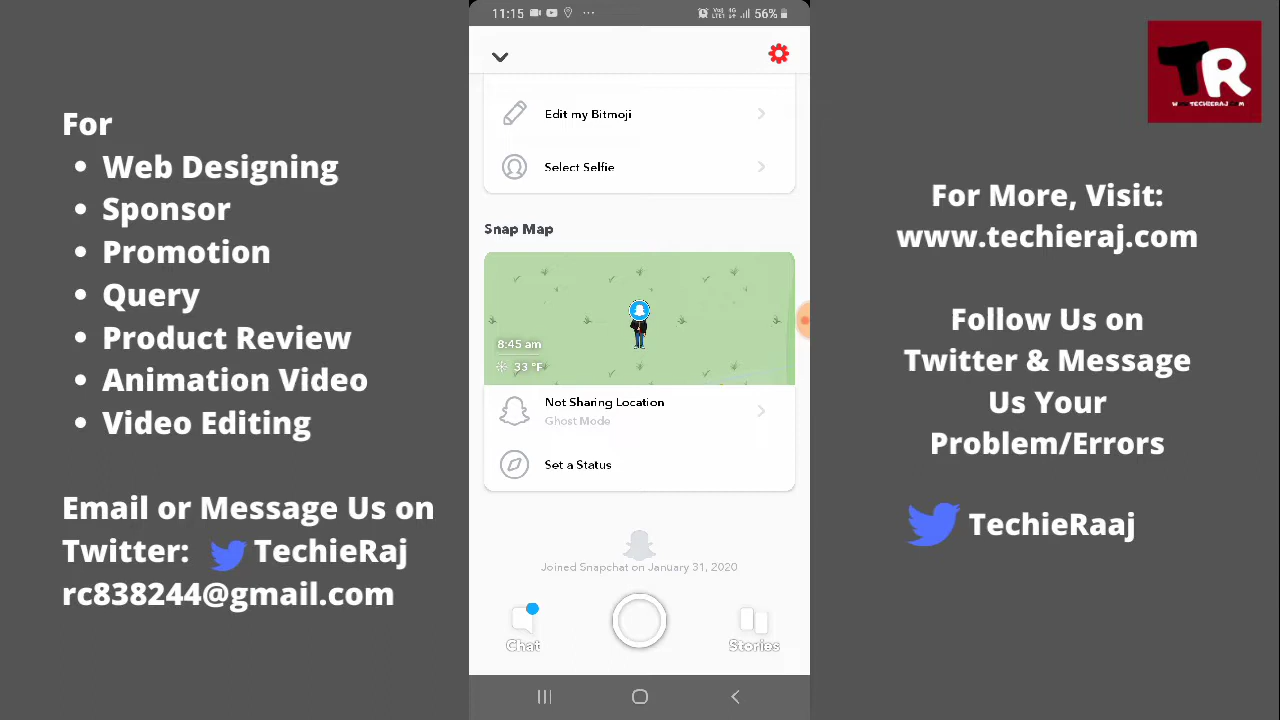 For
• Web Designing
• Sponsor
• Promotion
• Query
• Product Review
• Animation Video
• Video Editing
Email or Message Us on
Twitter: TechieRaj
rc838244@gmail.com
11:15
56%
Edit my Bitmoji
Select Selfie
Snap Map
8:45 am
33 °F
Not Sharing Location
Ghost Mode
Set a Status
Joined Snapchat on January 31, 2020
Chat
Stories
TR
WWW.TECHIERAJ.COM
For More, Visit:
www.techieraj.com
Follow Us on
Twitter & Message
Us Your
Problem/Errors
TechieRaaj